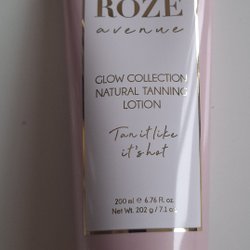 ROZE
avenue
GLOW COLLECTION
NATURAL TANNING
LOTION
Tan it like
it's hot
200 ml e 6.76 fl. oz.
Net. Wt. 202 g / 7.1 oz.